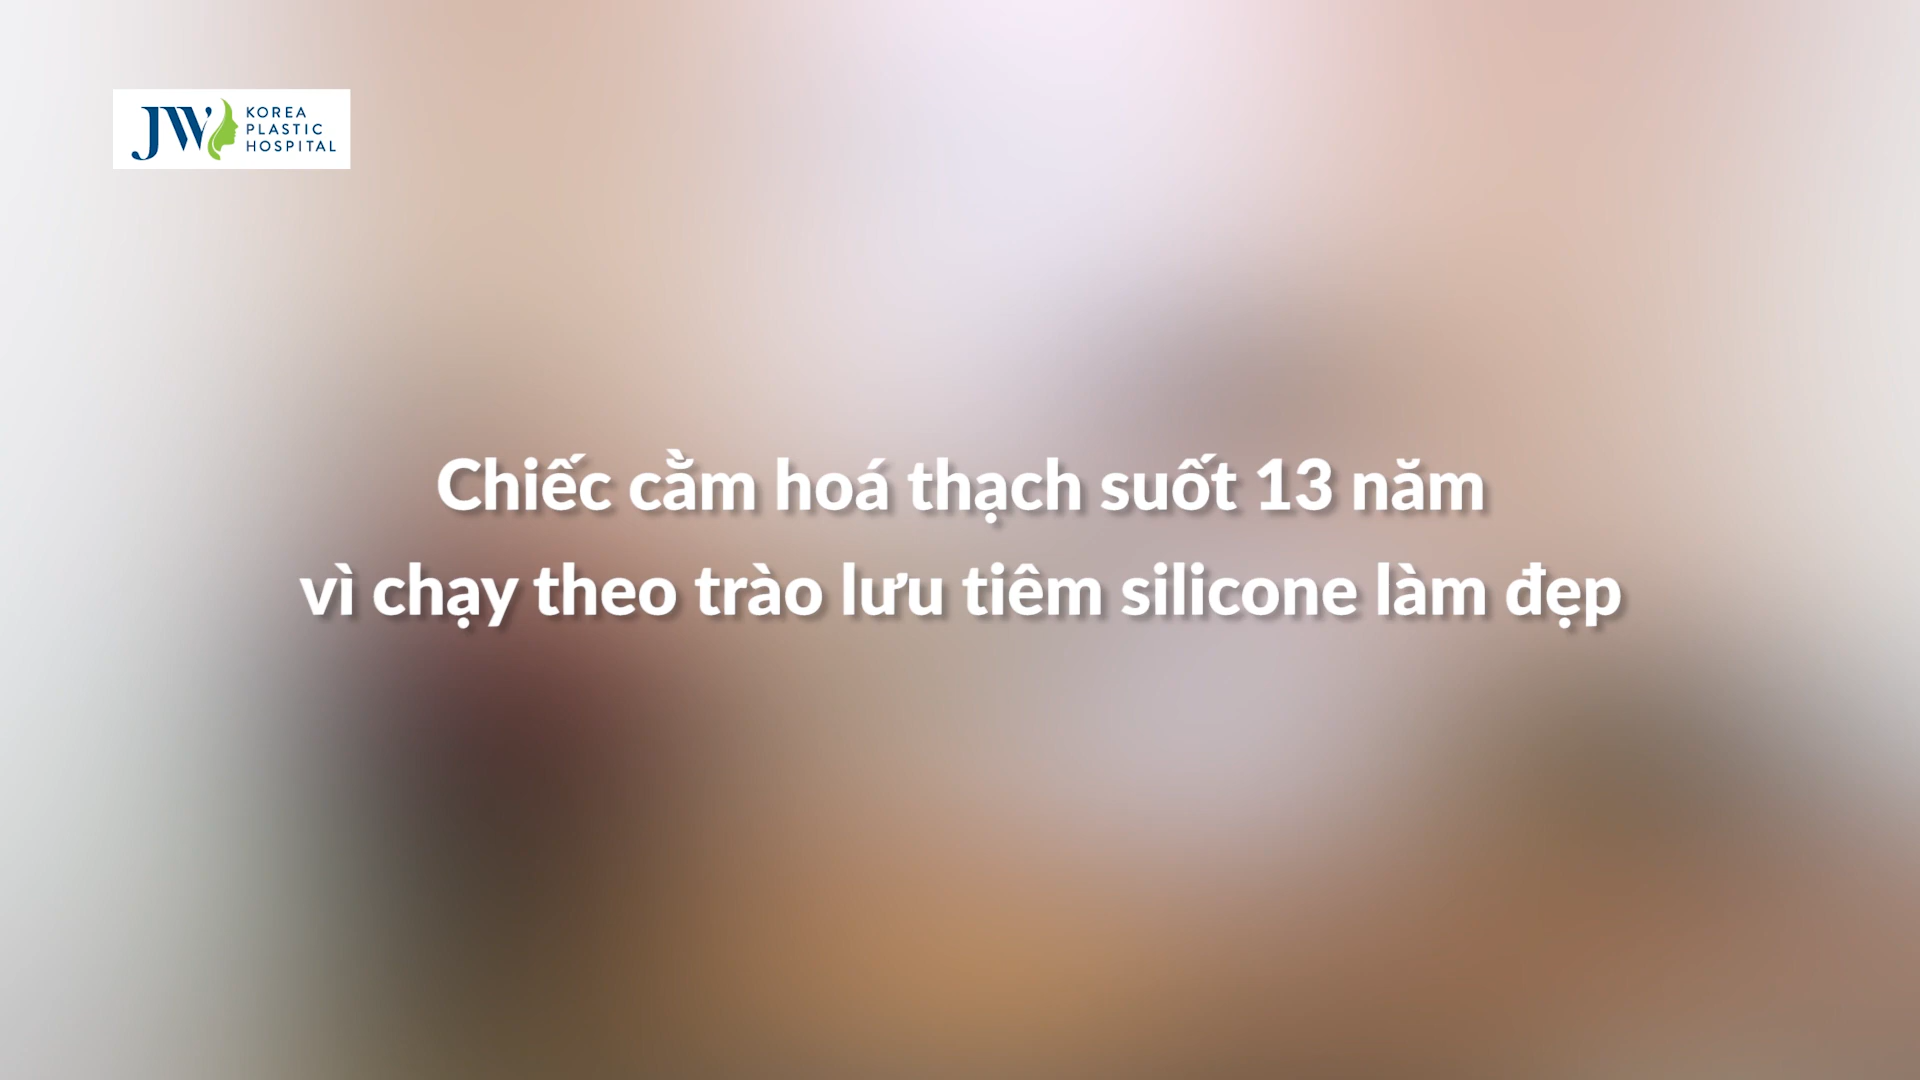 JW KOREA
PLASTIC
HOSPITAL
Chiếc cằm hoá thạch suốt 13 năm
vì chạy theo trào lưu tiêm silicone làm đẹp